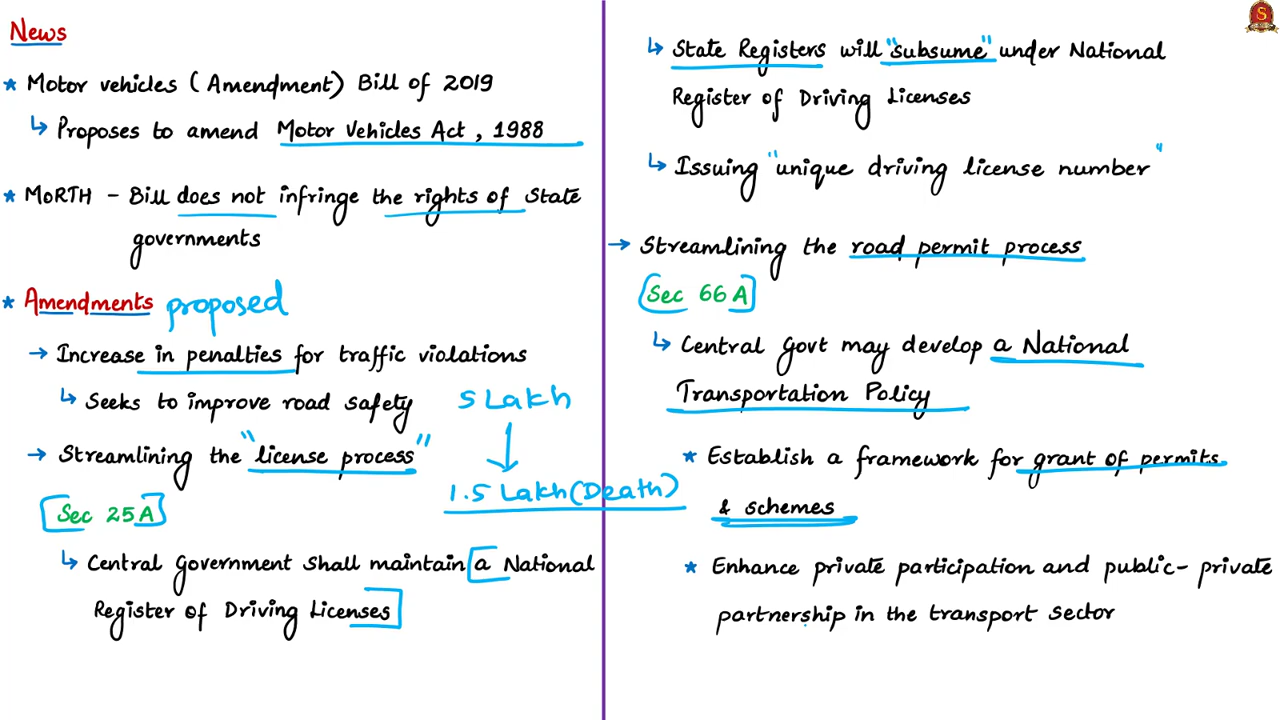 News
* Motor vehicles (Amendment) Bill of 2019
↳ Proposes to amend Motor Vehicles Act, 1988
* MoRTH - Bill does not infringe the rights of State
governments
* Amendments proposed
→ Increase in penalties for traffic violations
↳ Seeks to improve road safety
→ Streamlining the "license process"
Sec 25A
↳ Central Government shall maintain a National
Register of Driving Licenses
5 Lakh
↓
1.5 Lakh (Death)
↳ State Registers will "subsume" under National
Register of Driving Licenses
↳ Issuing "unique driving license number"
→ Streamlining the road permit process
[Sec 66A]
↳ Central Govt may develop a National
Transportation Policy
* Establish a framework for grant of permits
& schemes
* Enhance private participation and public-private
partnership in the transport sector
S